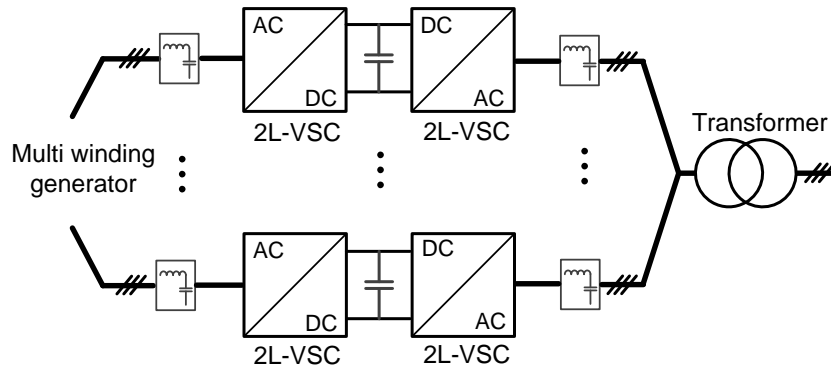 AC
DC
2L-VSC
DC
AC
2L-VSC
Transformer
Multi winding
generator
AC
DC
2L-VSC
DC
AC
2L-VSC